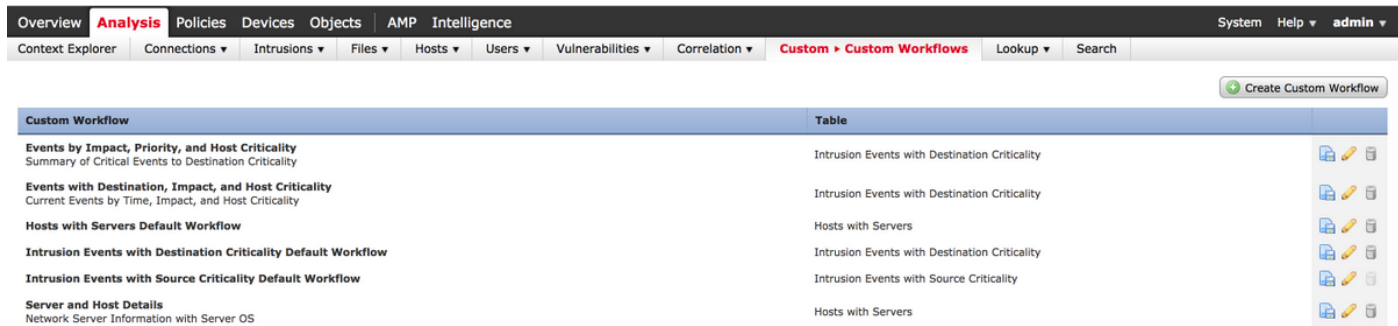 Overview Analysis Policies Devices Objects AMP Intelligence System Help ▾ admin ▾
Context Explorer Connections ▾ Intrusions ▾ Files ▾ Hosts ▾ Users ▾ Vulnerabilities ▾ Correlation ▾ Custom ▸ Custom Workflows Lookup ▾ Search
Create Custom Workflow
Custom Workflow Table
Events by Impact, Priority, and Host Criticality
Summary of Critical Events to Destination Criticality
Intrusion Events with Destination Criticality
Events with Destination, Impact, and Host Criticality
Current Events by Time, Impact, and Host Criticality
Intrusion Events with Destination Criticality
Hosts with Servers Default Workflow Hosts with Servers
Intrusion Events with Destination Criticality Default Workflow Intrusion Events with Destination Criticality
Intrusion Events with Source Criticality Default Workflow Intrusion Events with Source Criticality
Server and Host Details
Network Server Information with Server OS
Hosts with Servers